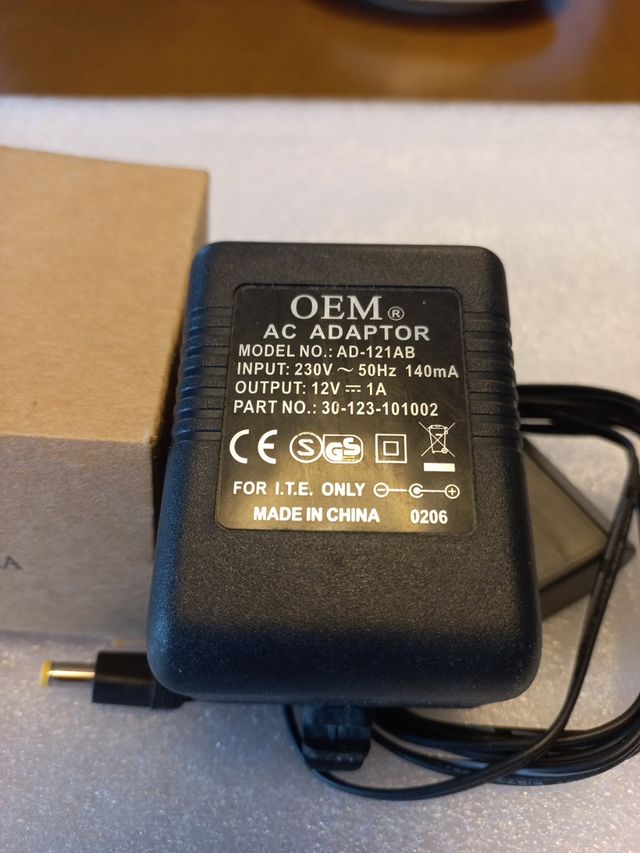 OEM ®
AC ADAPTOR
MODEL NO.: AD-121AB
INPUT: 230V ~ 50Hz 140mA
OUTPUT: 12V ⎓ 1A
PART NO.: 30-123-101002
CE S GS
FOR I.T.E. ONLY
MADE IN CHINA 0206